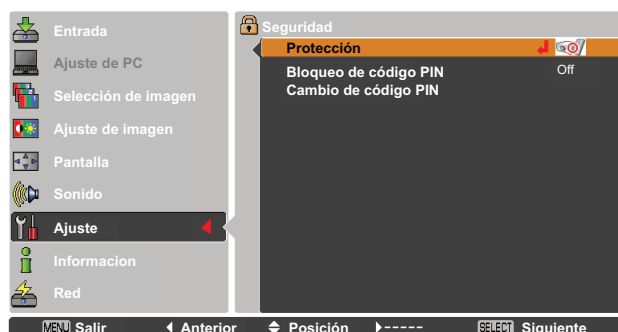 Entrada
Ajuste de PC
Selección de imagen
Ajuste de imagen
Pantalla
Sonido
Ajuste
Informacion
Red
Seguridad
Protección
Bloqueo de código PIN Off
Cambio de código PIN
MENU Salir Anterior Posición ----- SELECT Siguiente